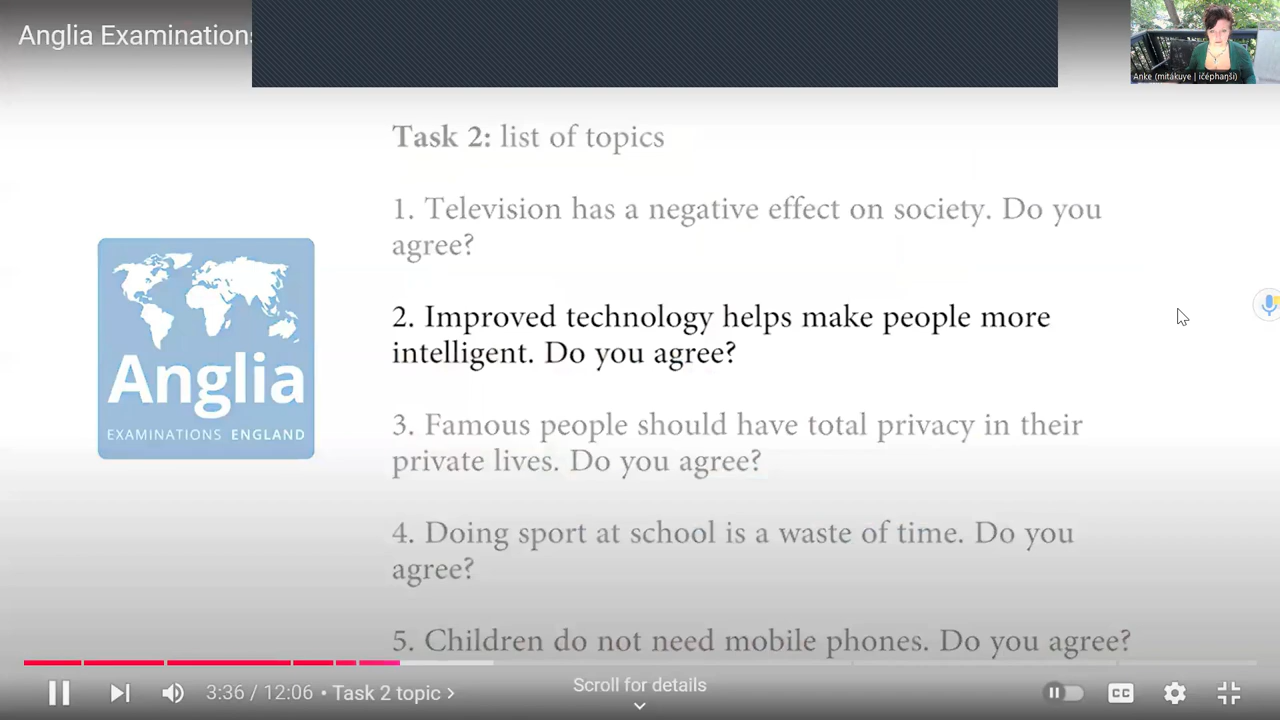 Anglia Examinations
Anke (mitákuye | ičéphaŋši)
Task 2: list of topics
1. Television has a negative effect on society. Do you
agree?
2. Improved technology helps make people more
intelligent. Do you agree?
3. Famous people should have total privacy in their
private lives. Do you agree?
4. Doing sport at school is a waste of time. Do you
agree?
5. Children do not need mobile phones. Do you agree?
Anglia
EXAMINATIONS ENGLAND
Scroll for details
3:36 / 12:06 • Task 2 topic >
CC